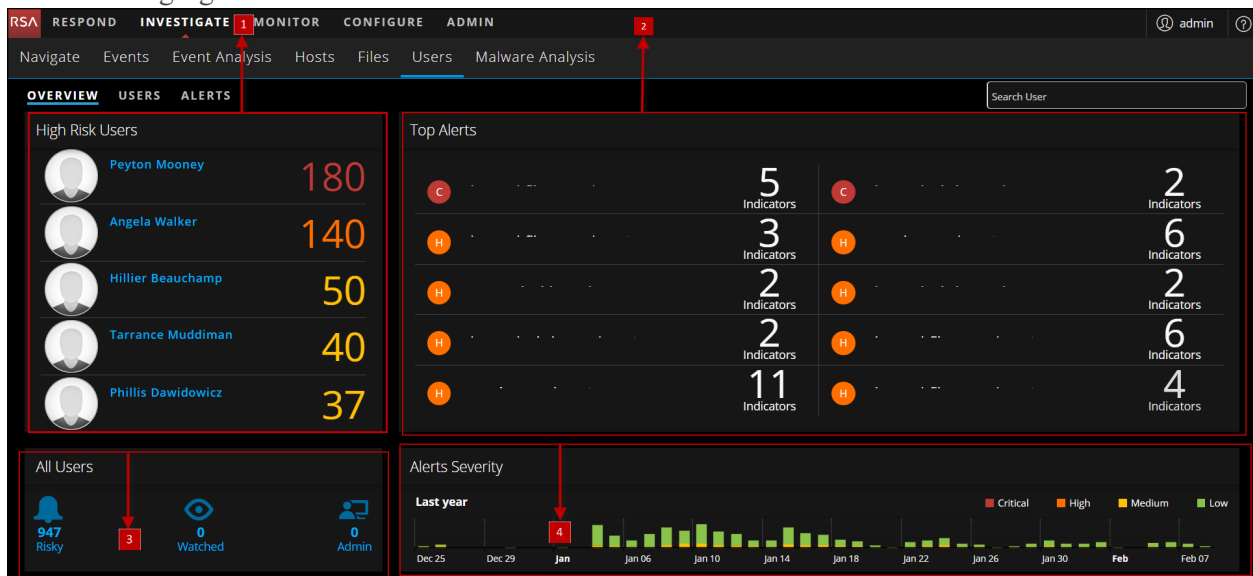 RSA RESPOND INVESTIGATE 1 MONITOR CONFIGURE ADMIN 2 admin ?
Navigate Events Event Analysis Hosts Files Users Malware Analysis
OVERVIEW USERS ALERTS Search User
High Risk Users
Peyton Mooney 180
Angela Walker 140
Hillier Beauchamp 50
Tarrance Muddiman 40
Phillis Dawidowicz 37
Top Alerts
C 5 Indicators C 2 Indicators
H 3 Indicators H 6 Indicators
H 2 Indicators H 2 Indicators
H 2 Indicators H 6 Indicators
H 11 Indicators H 4 Indicators
All Users
947 3 0 0
Risky Watched Admin
Alerts Severity
Last year Critical High Medium Low
4
Dec 25 Dec 29 Jan Jan 06 Jan 10 Jan 14 Jan 18 Jan 22 Jan 26 Jan 30 Feb Feb 07